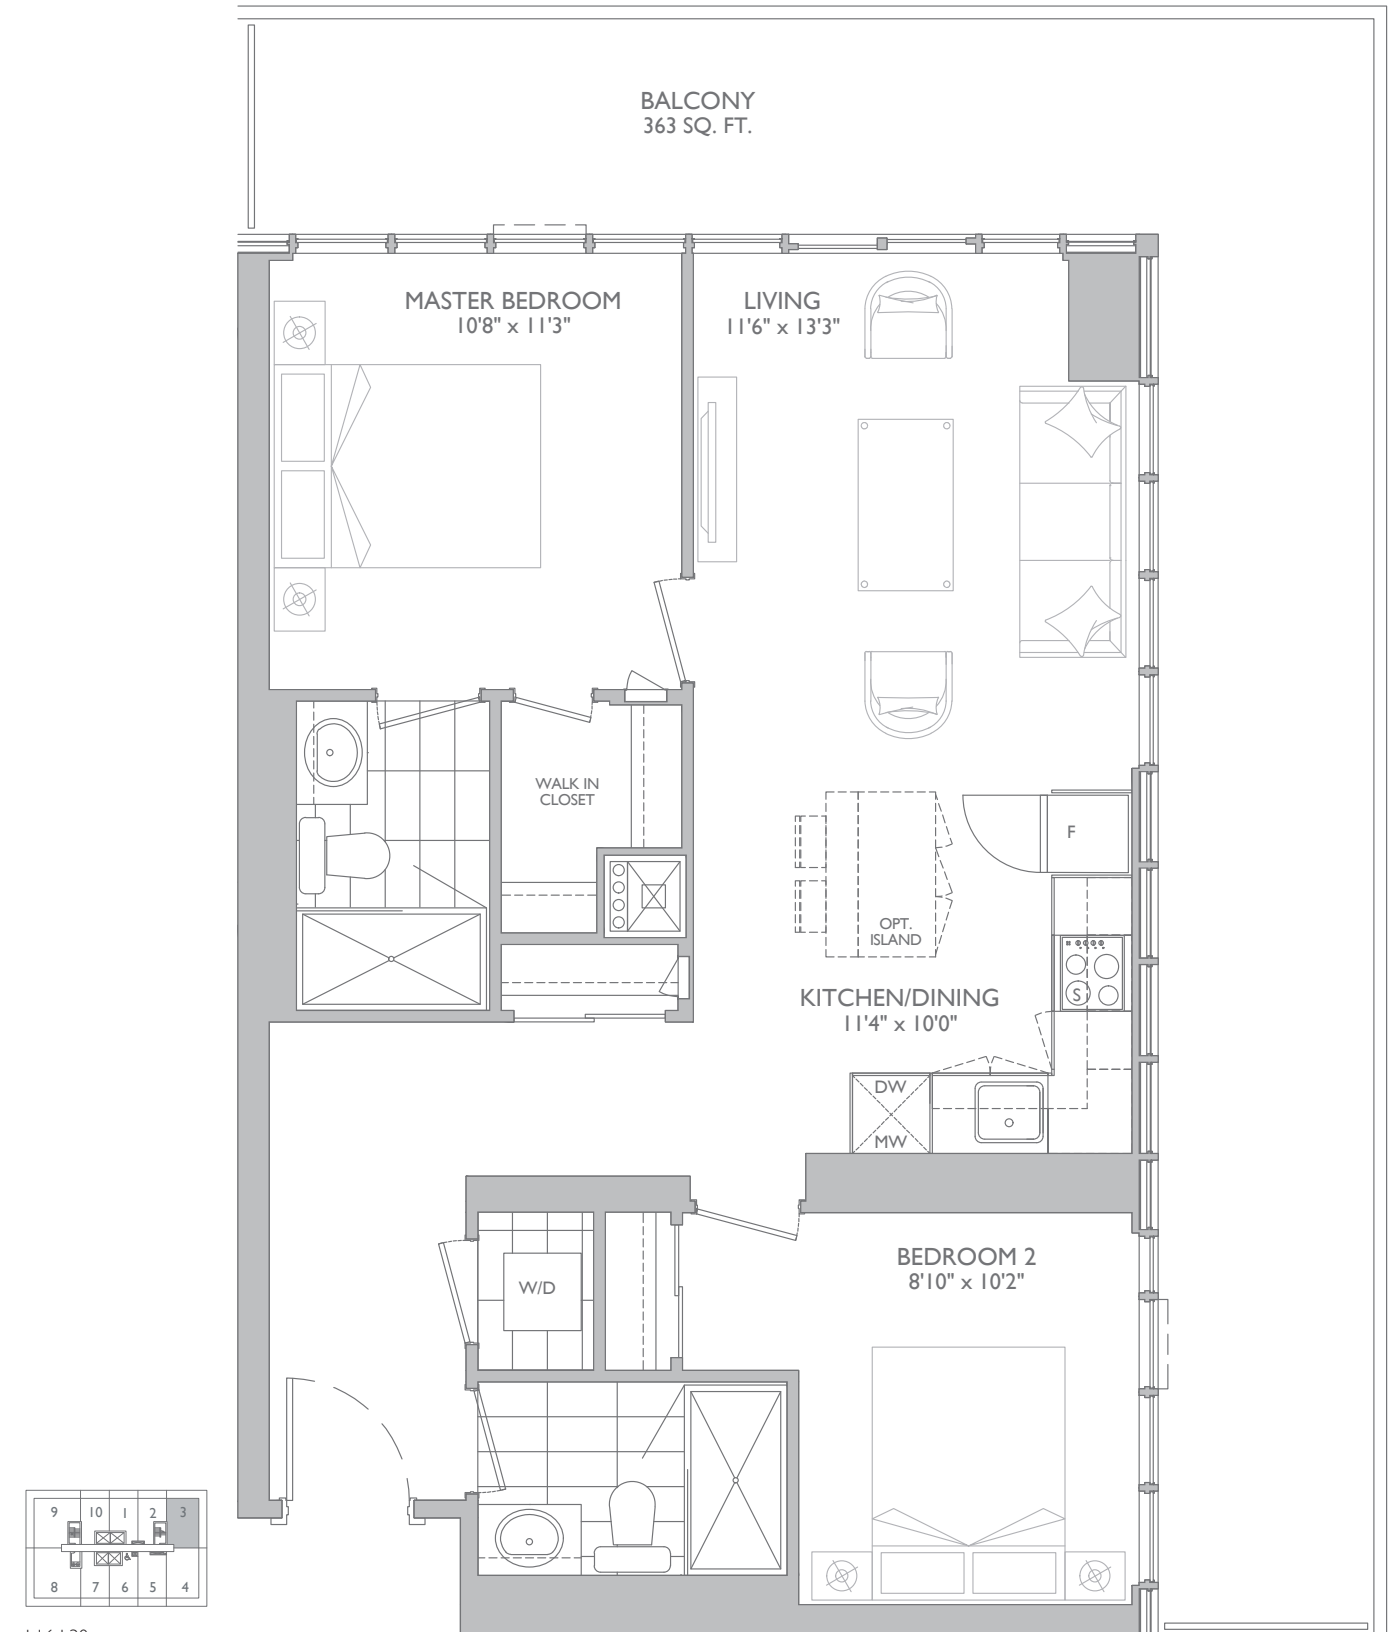 BALCONY
363 SQ. FT.
MASTER BEDROOM
10'8" x 11'3"
LIVING
11'6" x 13'3"
WALK IN
CLOSET
F
OPT.
ISLAND
S
KITCHEN/DINING
11'4" x 10'0"
DW
MW
BEDROOM 2
8'10" x 10'2"
W/D
9 10 1 2 3
8 7 6 5 4